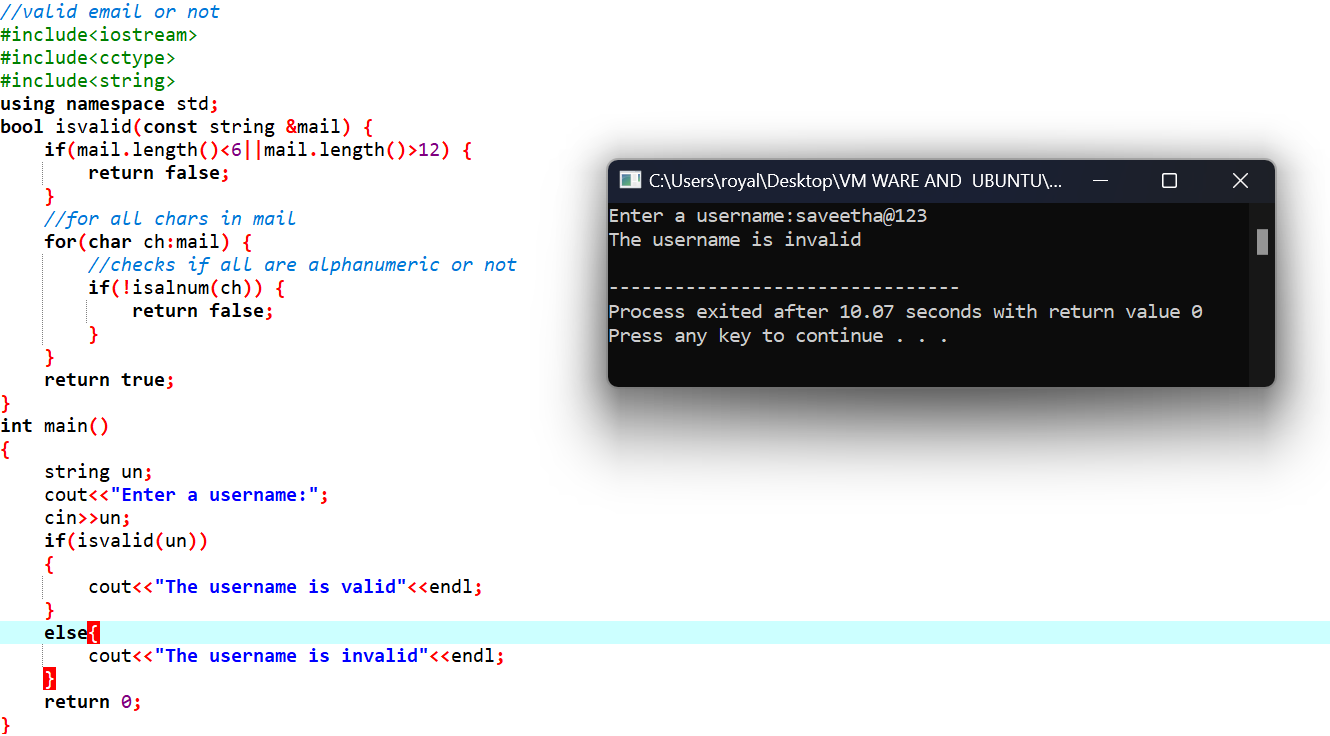 //valid email or not
#include<iostream>
#include<cctype>
#include<string>
using namespace std;
bool isvalid(const string &mail) {
    if(mail.length()<6||mail.length()>12) {
        return false;
    }
    //for all chars in mail
    for(char ch:mail) {
        //checks if all are alphanumeric or not
        if(!isalnum(ch)) {
            return false;
        }
    }
    return true;
}
int main()
{
    string un;
    cout<<"Enter a username:";
    cin>>un;
    if(isvalid(un))
    {
        cout<<"The username is valid"<<endl;
    }
    else{
        cout<<"The username is invalid"<<endl;
    }
    return 0;
}
C:\Users\royal\Desktop\VM WARE AND  UBUNTU\...
Enter a username:saveetha@123
The username is invalid
--------------------------------
Process exited after 10.07 seconds with return value 0
Press any key to continue . . .